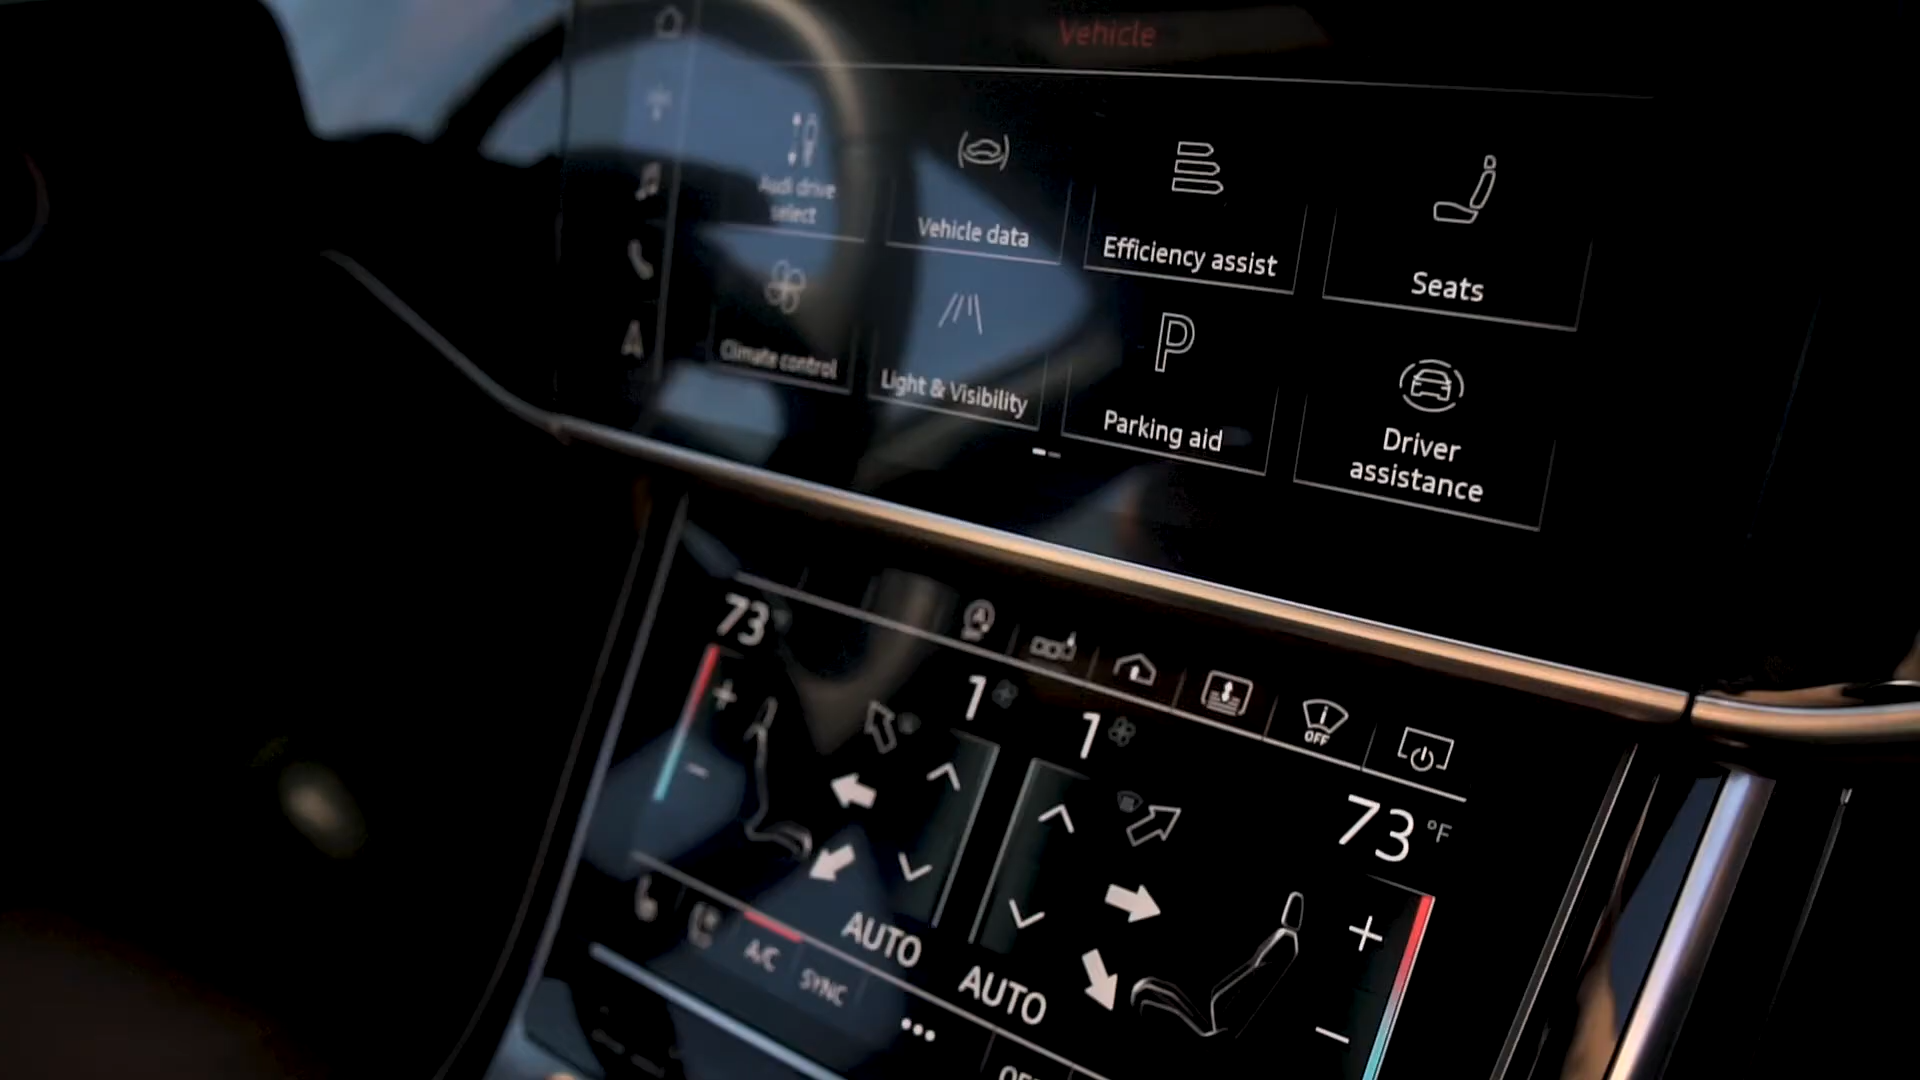 Vehicle
Audi drive
select
Vehicle data
Efficiency assist
Seats
Climate control
Light & Visibility
P
Parking aid
Driver
assistance
73
1
1
OFF
73 °F
AUTO
AUTO
A/C
SYNC